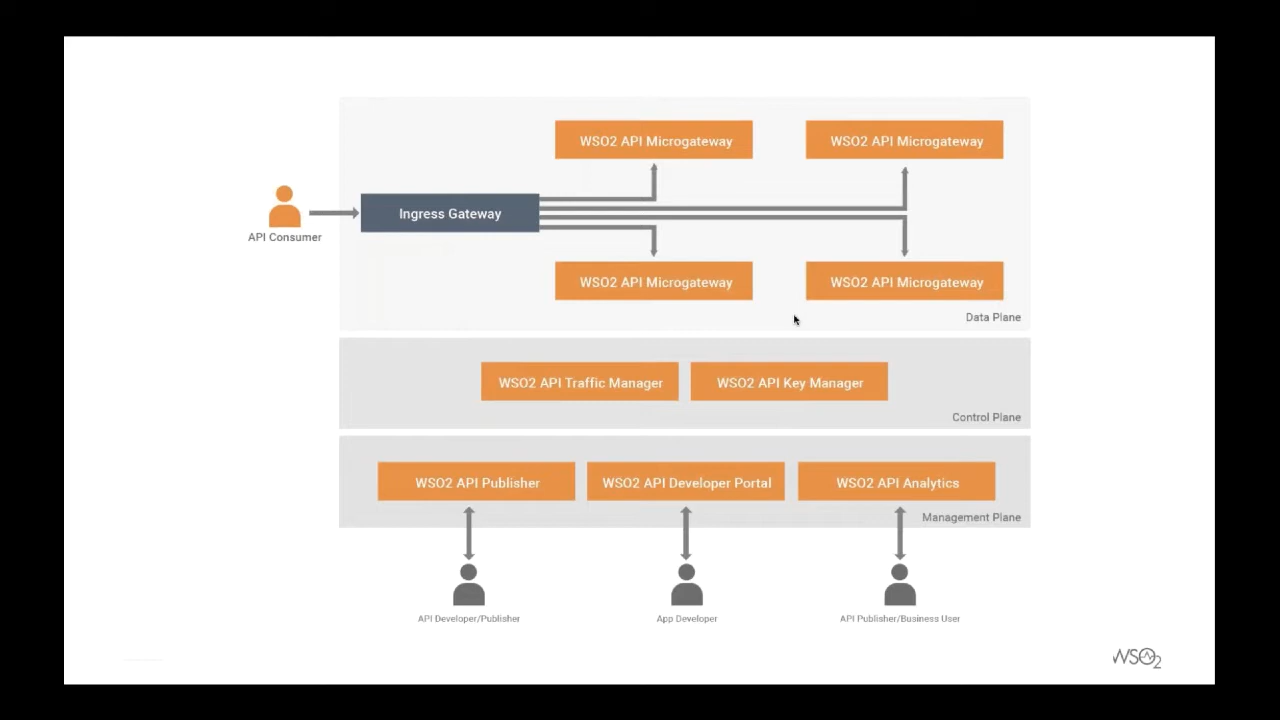 WSO2 API Microgateway
WSO2 API Microgateway
Ingress Gateway
API Consumer
WSO2 API Microgateway
WSO2 API Microgateway
Data Plane
WSO2 API Traffic Manager
WSO2 API Key Manager
Control Plane
WSO2 API Publisher
WSO2 API Developer Portal
WSO2 API Analytics
Management Plane
API Developer/Publisher
App Developer
API Publisher/Business User
WSO2